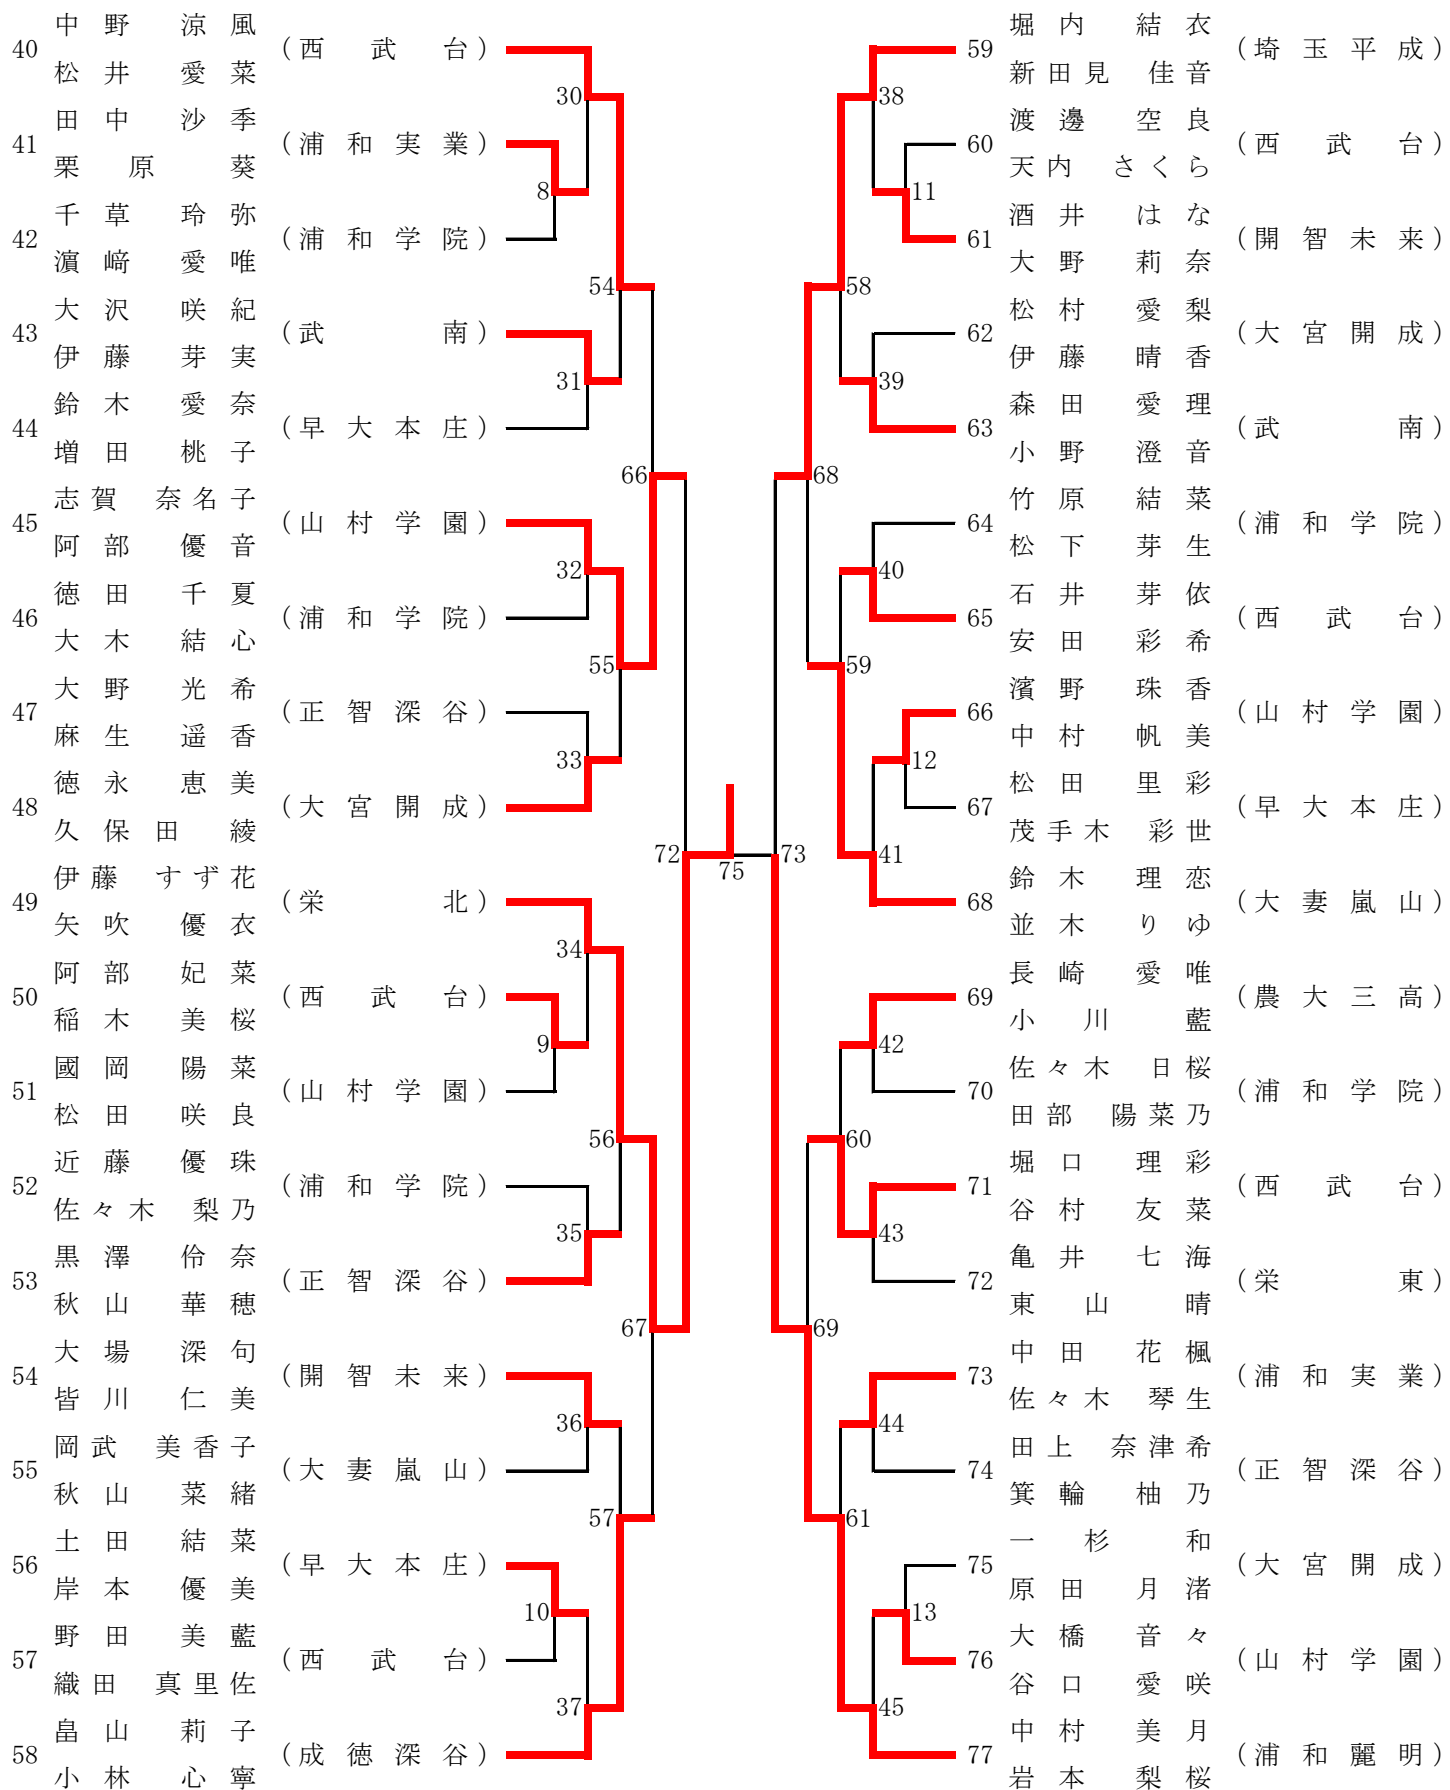 40 中野 涼風 松井 愛菜 (西武台)
41 田中 沙季 栗原 葵 (浦和実業)
42 千草 玲弥 濵﨑 愛唯 (浦和学院)
43 大沢 咲紀 伊藤 芽実 (武南)
44 鈴木 愛奈 増田 桃子 (早大本庄)
45 志賀 奈名子 阿部 優音 (山村学園)
46 徳田 千夏 大木 結心 (浦和学院)
47 大野 光希 麻生 遥香 (正智深谷)
48 徳永 恵美 久保田 綾 (大宮開成)
49 伊藤 すず花 矢吹 優衣 (栄北)
50 阿部 妃菜 稲木 美桜 (西武台)
51 國岡 陽菜 松田 咲良 (山村学園)
52 近藤 優珠 佐々木 梨乃 (浦和学院)
53 黒澤 伶奈 秋山 華穂 (正智深谷)
54 大場 深句 皆川 仁美 (開智未来)
55 岡武 美香子 秋山 菜緒 (大妻嵐山)
56 土田 結菜 岸本 優美 (早大本庄)
57 野田 美藍 織田 真里佐 (西武台)
58 畠山 莉子 小林 心寧 (成徳深谷)
30
8
54
31
66
32
55
33
72
34
9
56
35
67
36
57
10
37
75
38
11
58
39
68
40
59
12
41
73
42
60
43
69
44
61
13
45
59 堀内 結衣 新田見 佳音 (埼玉平成)
60 渡邊 空良 天内 さくら (西武台)
61 酒井 はな 大野 莉奈 (開智未来)
62 松村 愛梨 伊藤 晴香 (大宮開成)
63 森田 愛理 小野 澄音 (武南)
64 竹原 結菜 松下 芽生 (浦和学院)
65 石井 芽依 安田 彩希 (西武台)
66 濱野 珠香 中村 帆美 (山村学園)
67 松田 里彩 茂手木 彩世 (早大本庄)
68 鈴木 理恋 並木 りゆ (大妻嵐山)
69 長崎 愛唯 小川 藍 (農大三高)
70 佐々木 日桜 田部 陽菜乃 (浦和学院)
71 堀口 理彩 谷村 友菜 (西武台)
72 亀井 七海 東山 晴 (栄東)
73 中田 花楓 佐々木 琴生 (浦和実業)
74 田上 奈津希 箕輪 柚乃 (正智深谷)
75 一杉 和 原田 月渚 (大宮開成)
76 大橋 音々 谷口 愛咲 (山村学園)
77 中村 美月 岩本 梨桜 (浦和麗明)